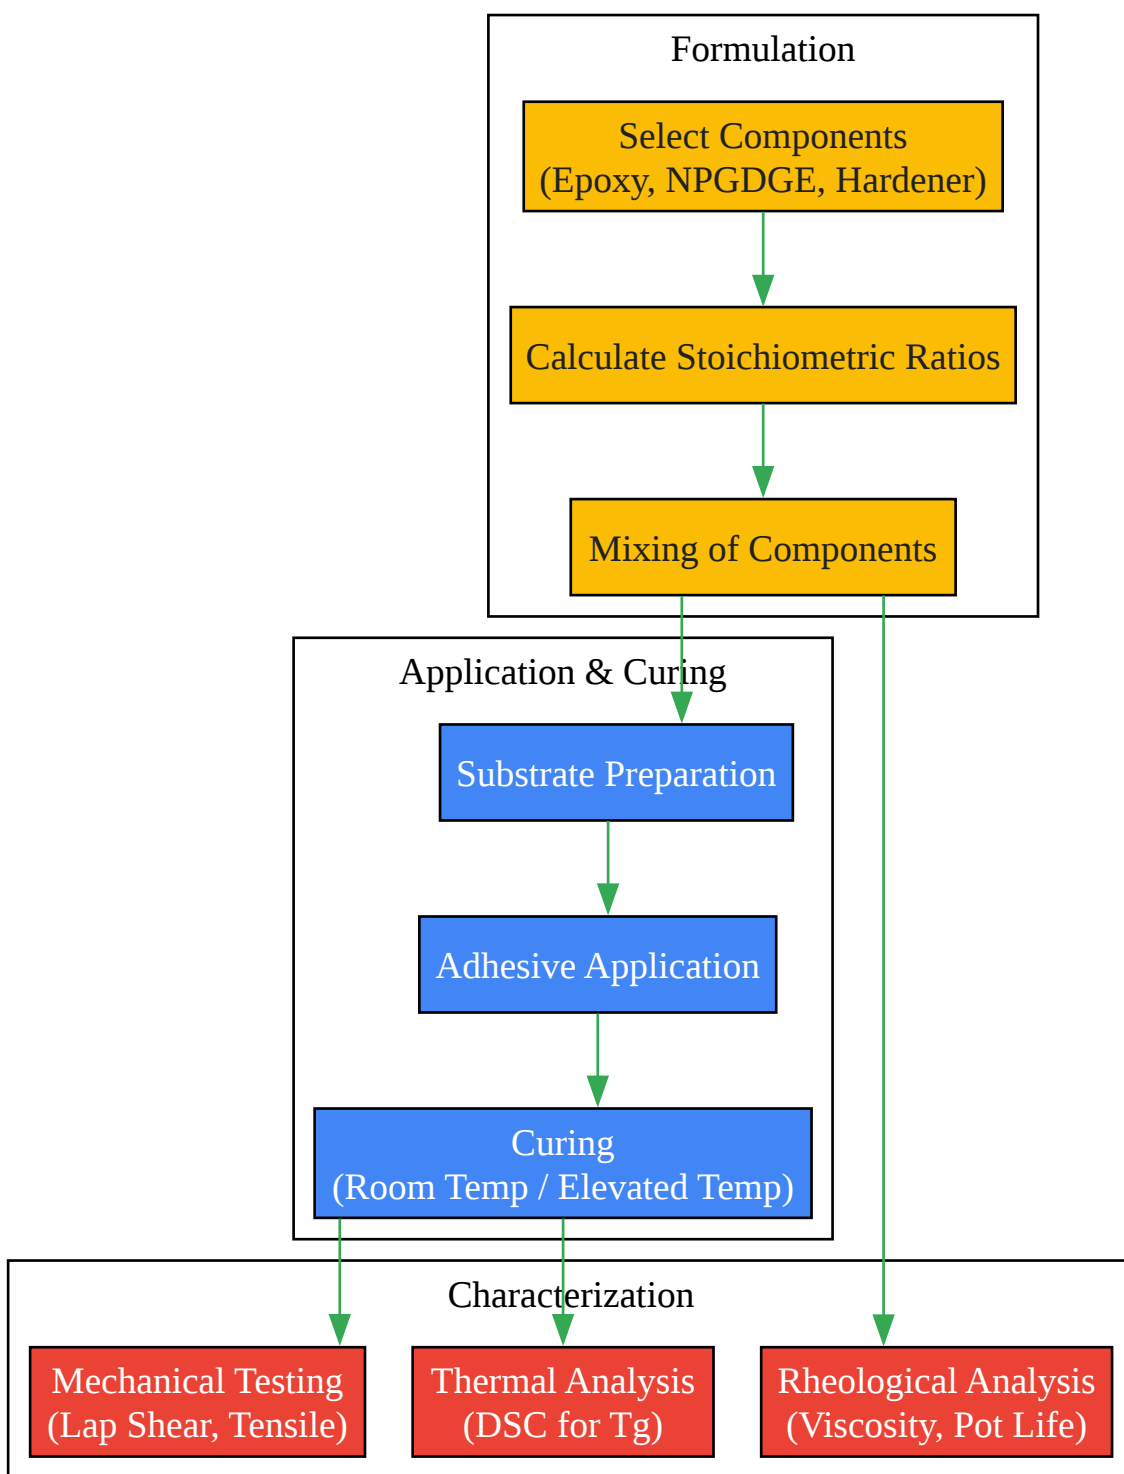 Formulation
Select Components
(Epoxy, NPGDGE, Hardener)
Calculate Stoichiometric Ratios
Mixing of Components
Application & Curing
Substrate Preparation
Adhesive Application
Curing
(Room Temp / Elevated Temp)
Characterization
Mechanical Testing
(Lap Shear, Tensile)
Thermal Analysis
(DSC for Tg)
Rheological Analysis
(Viscosity, Pot Life)